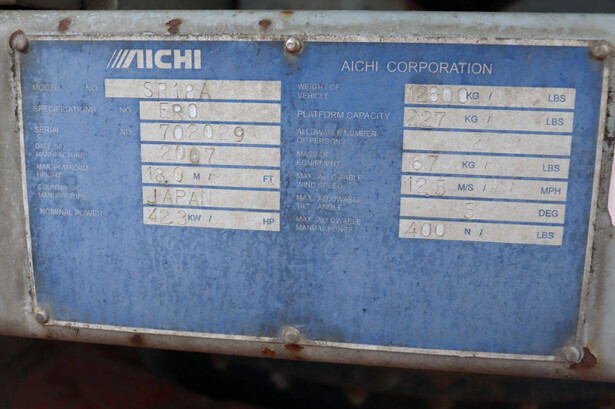 AICHI
AICHI CORPORATION
MODEL NO. SR18A
SPECIFICATIONS NO. ERO
SERIAL NO. 702029
DATE OF MANUFACTURE 2007
MAX. PLATFORM HEIGHT 18.0 M / FT
COUNTRY OF MANUFACTURE JAPAN
NOMINAL POWER 42.3 KW / HP
WEIGHT OF VEHICLE KG / LBS
PLATFORM CAPACITY 227 KG / LBS
ALLOWABLE NUMBER OF PERSON 2
MASS OF EQUIPMENT 67 KG / LBS
MAX. ALLOWABLE WIND SPEED 12.5 M/S / MPH
MAX. ALLOWABLE TILT ANGLE 5 DEG
MAX. ALLOWABLE MANUAL FORCE 400 N / LBS